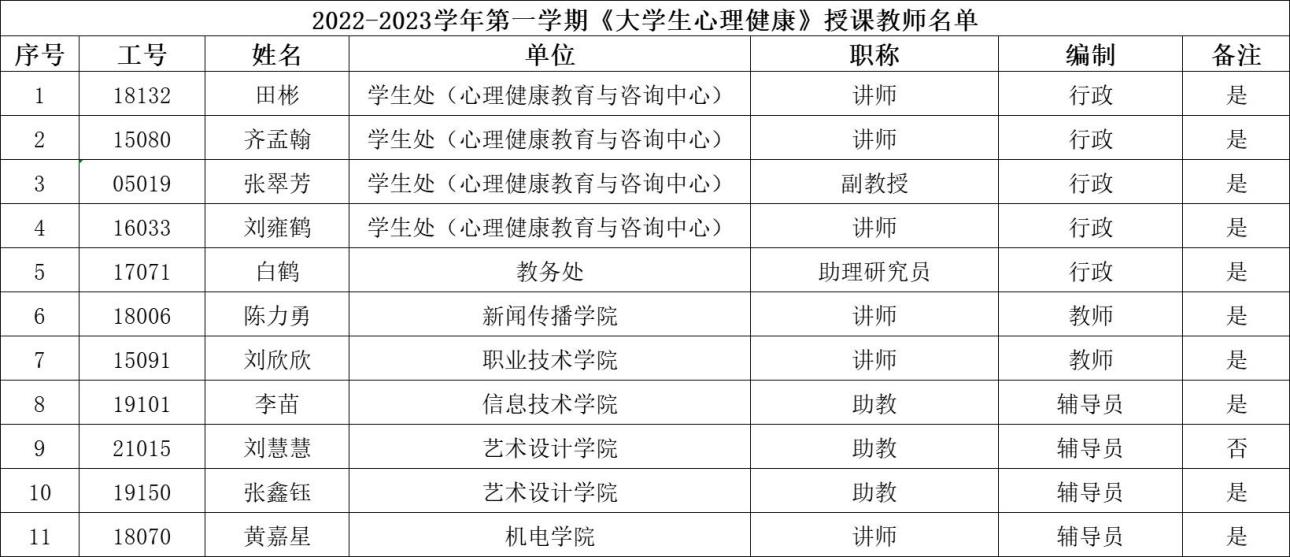 2022-2023学年第一学期《大学生心理健康》授课教师名单
序号 工号 姓名 单位 职称 编制 备注
1 18132 田彬 学生处（心理健康教育与咨询中心） 讲师 行政 是
2 15080 齐孟翰 学生处（心理健康教育与咨询中心） 讲师 行政 是
3 05019 张翠芳 学生处（心理健康教育与咨询中心） 副教授 行政 是
4 16033 刘雍鹤 学生处（心理健康教育与咨询中心） 讲师 行政 是
5 17071 白鹤 教务处 助理研究员 行政 是
6 18006 陈力勇 新闻传播学院 讲师 教师 是
7 15091 刘欣欣 职业技术学院 讲师 教师 是
8 19101 李苗 信息技术学院 助教 辅导员 是
9 21015 刘慧慧 艺术设计学院 助教 辅导员 否
10 19150 张鑫钰 艺术设计学院 助教 辅导员 是
11 18070 黄嘉星 机电学院 讲师 辅导员 是